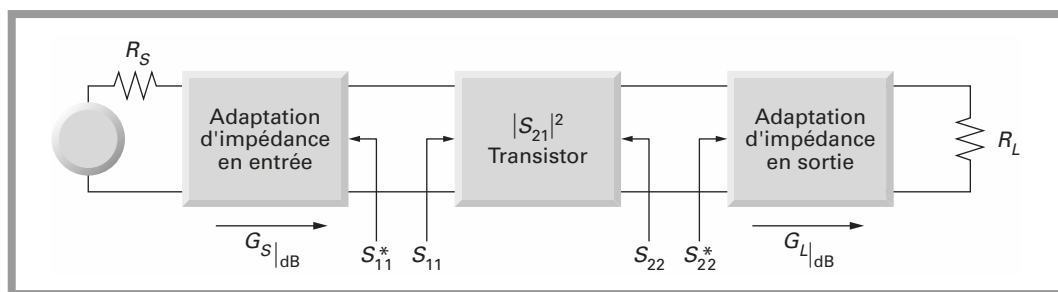 R_S
Adaptation
d'impédance
en entrée
|S_21|^2
Transistor
Adaptation
d'impédance
en sortie
R_L
G_S|dB
S*_11
S_11
S_22
S*_22
G_L|dB